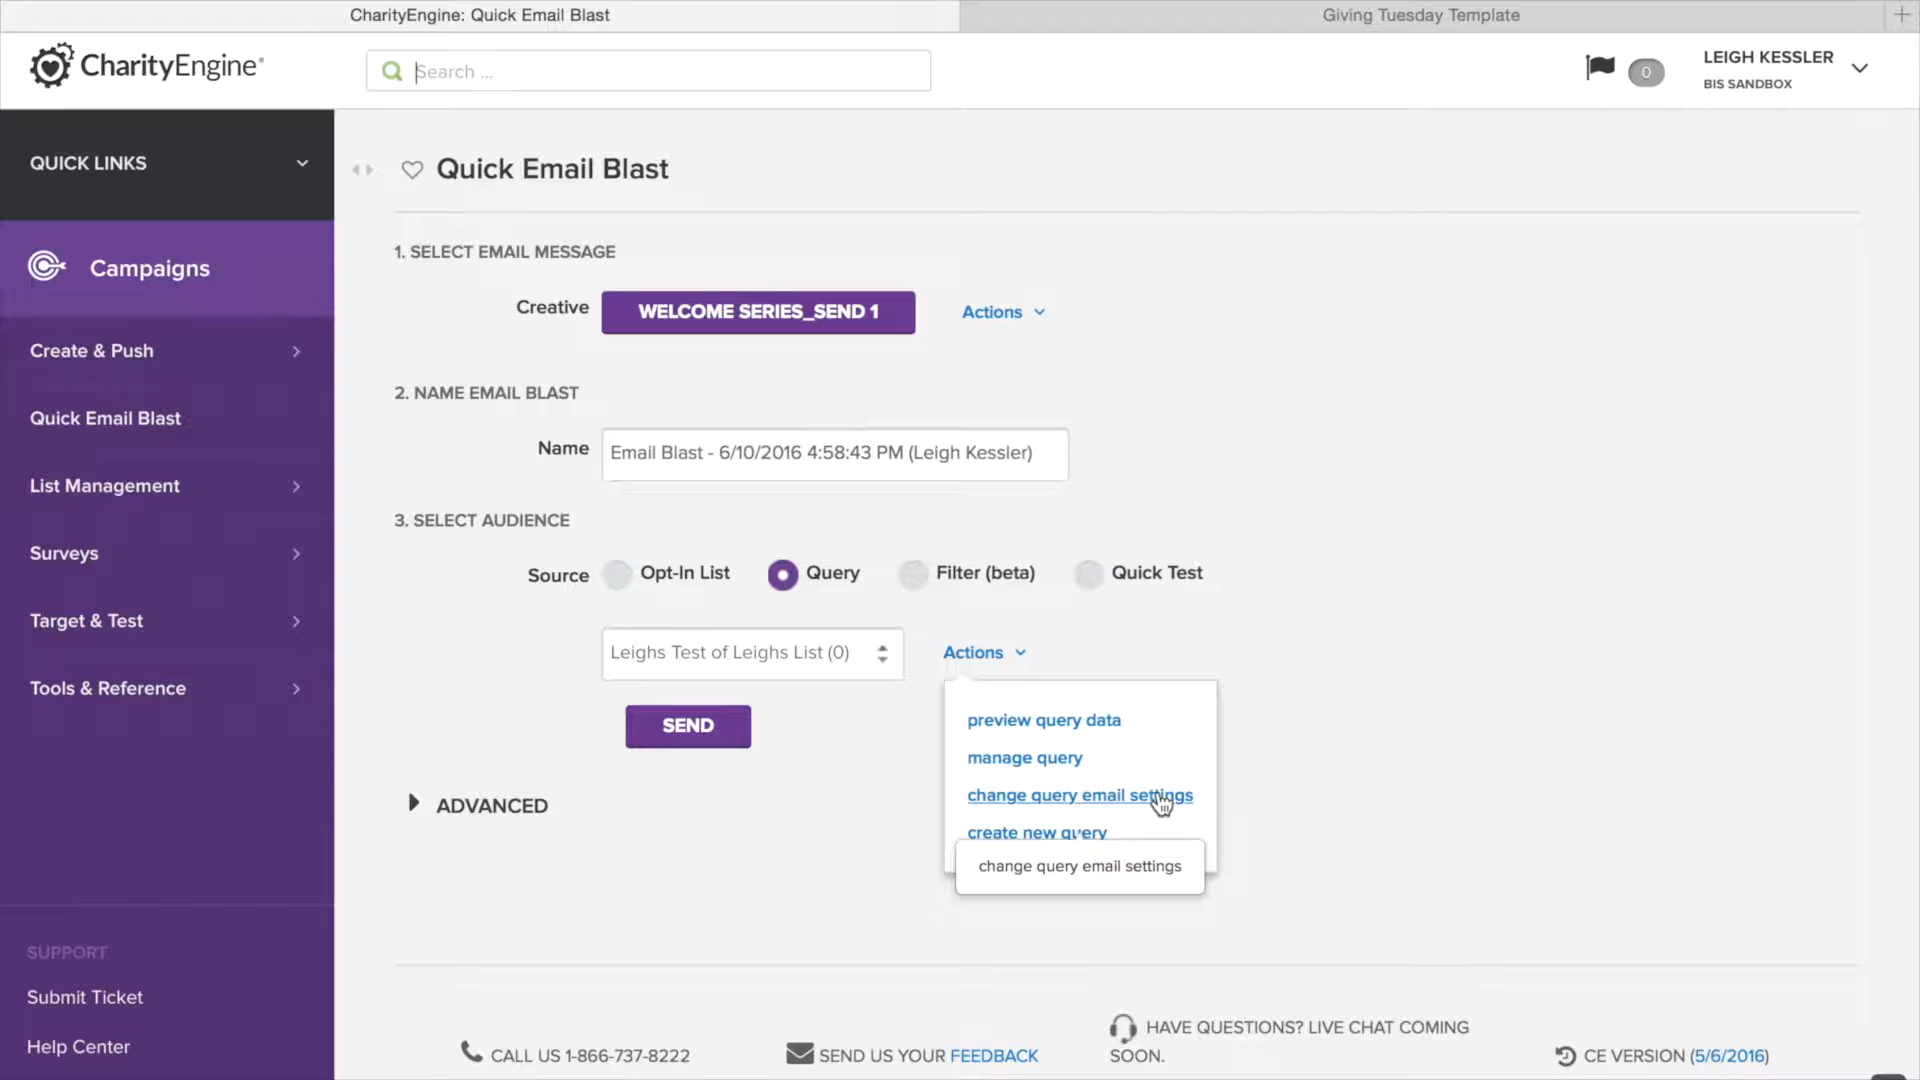 CharityEngine: Quick Email Blast
Giving Tuesday Template
CharityEngine
Search ...
0
LEIGH KESSLER
BIS SANDBOX
QUICK LINKS
Campaigns
Create & Push
Quick Email Blast
List Management
Surveys
Target & Test
Tools & Reference
SUPPORT
Submit Ticket
Help Center
Quick Email Blast
1. SELECT EMAIL MESSAGE
Creative WELCOME SERIES_SEND 1 Actions
2. NAME EMAIL BLAST
Name Email Blast - 6/10/2016 4:58:43 PM (Leigh Kessler)
3. SELECT AUDIENCE
Source Opt-In List Query Filter (beta) Quick Test
Leighs Test of Leighs List (0) Actions
preview query data
manage query
change query email settings
create new query
change query email settings
SEND
ADVANCED
CALL US 1-866-737-8222
SEND US YOUR FEEDBACK
HAVE QUESTIONS? LIVE CHAT COMING
SOON.
CE VERSION (5/6/2016)